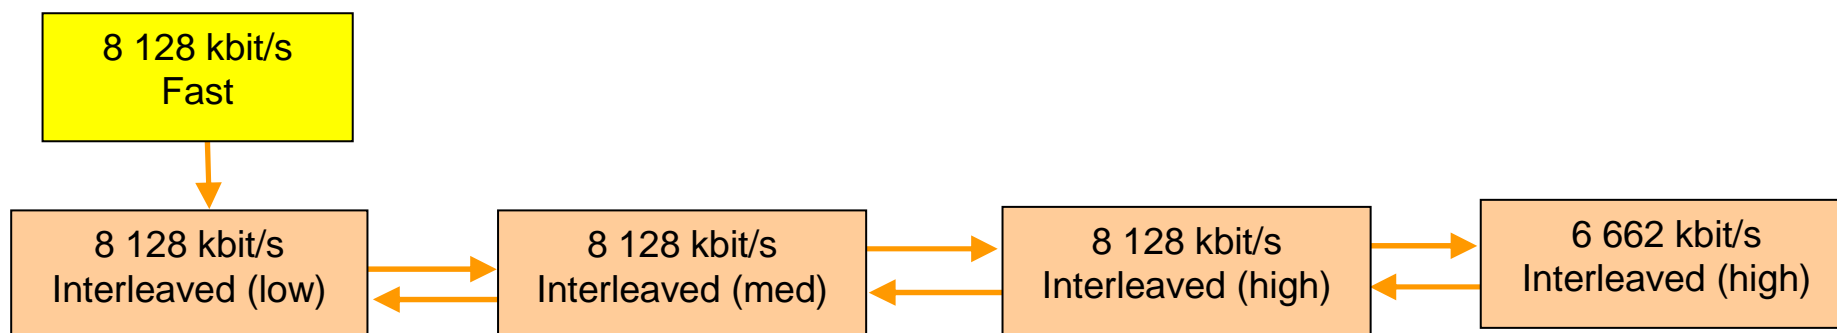 8 128 kbit/s
Fast
8 128 kbit/s
Interleaved (low)
8 128 kbit/s
Interleaved (med)
8 128 kbit/s
Interleaved (high)
6 662 kbit/s
Interleaved (high)